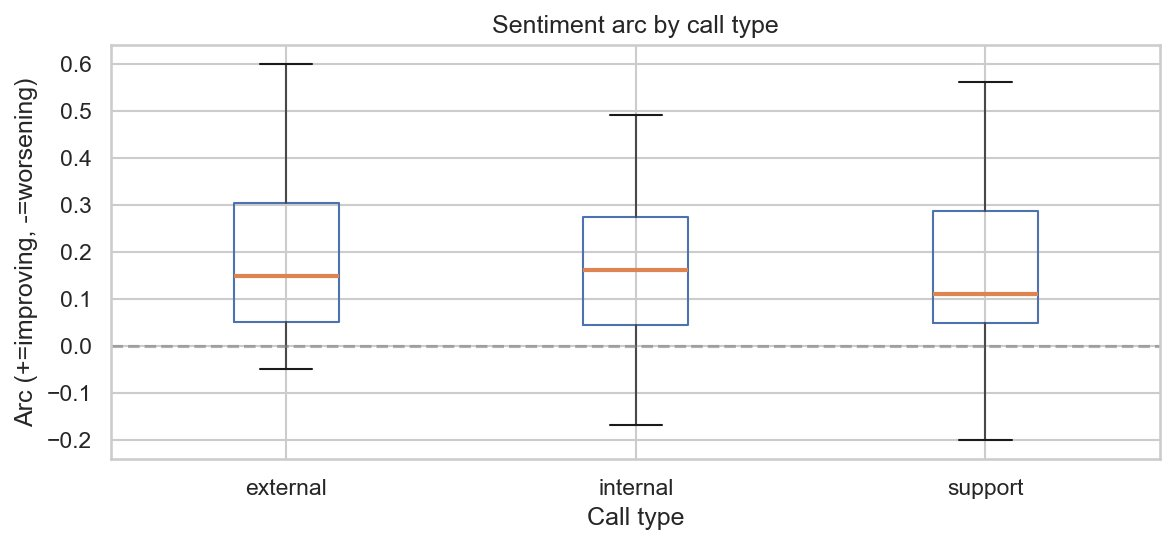 Sentiment arc by call type
Arc (+=improving, -=worsening)
0.6
0.5
0.4
0.3
0.2
0.1
0.0
−0.1
−0.2
external internal support
Call type